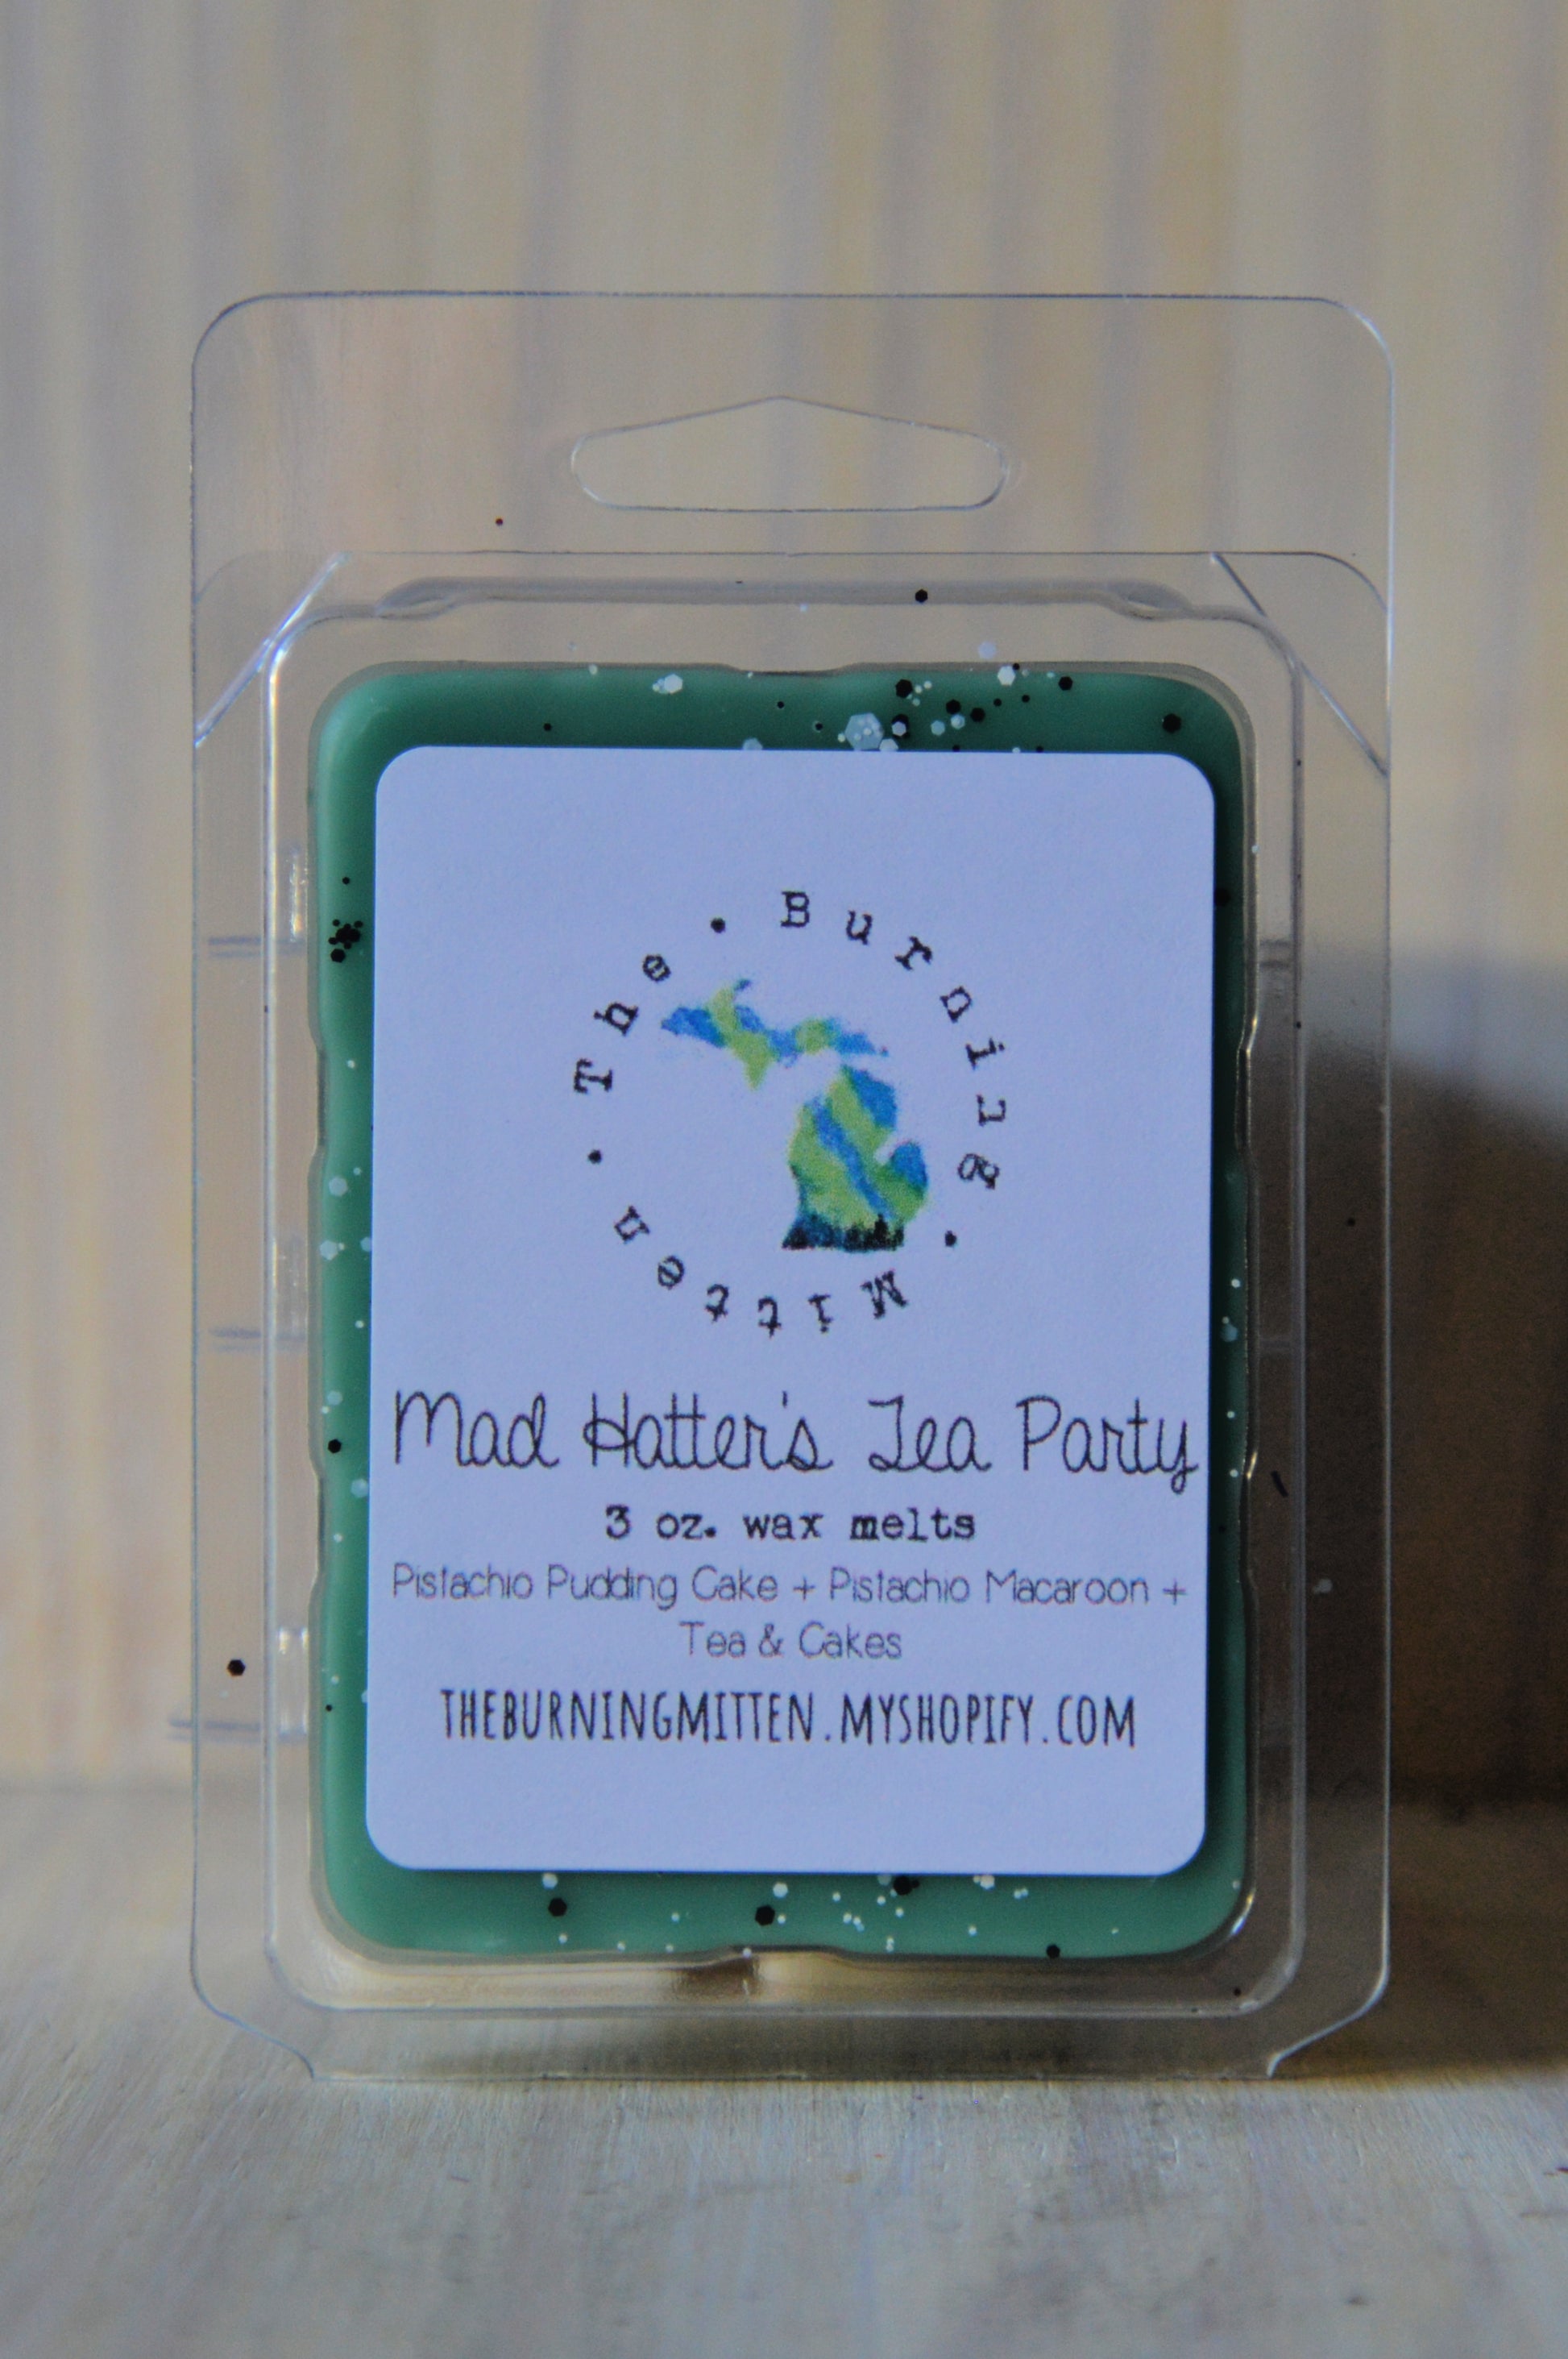 The • Burning • Mitten •
Mad Hatter's Tea Party
3 oz. wax melts
Pistachio Pudding Cake + Pistachio Macaroon +
Tea & Cakes
THEBURNINGMITTEN.MYSHOPIFY.COM